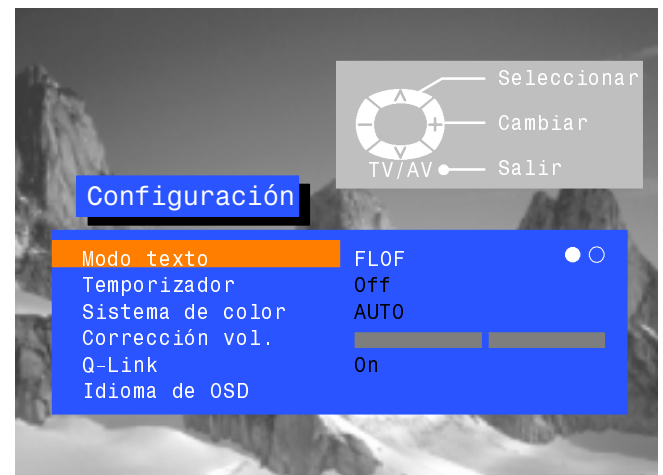 Seleccionar
Cambiar
TV/AV Salir
Configuración
Modo texto FLOF
Temporizador Off
Sistema de color AUTO
Corrección vol.
Q-Link On
Idioma de OSD